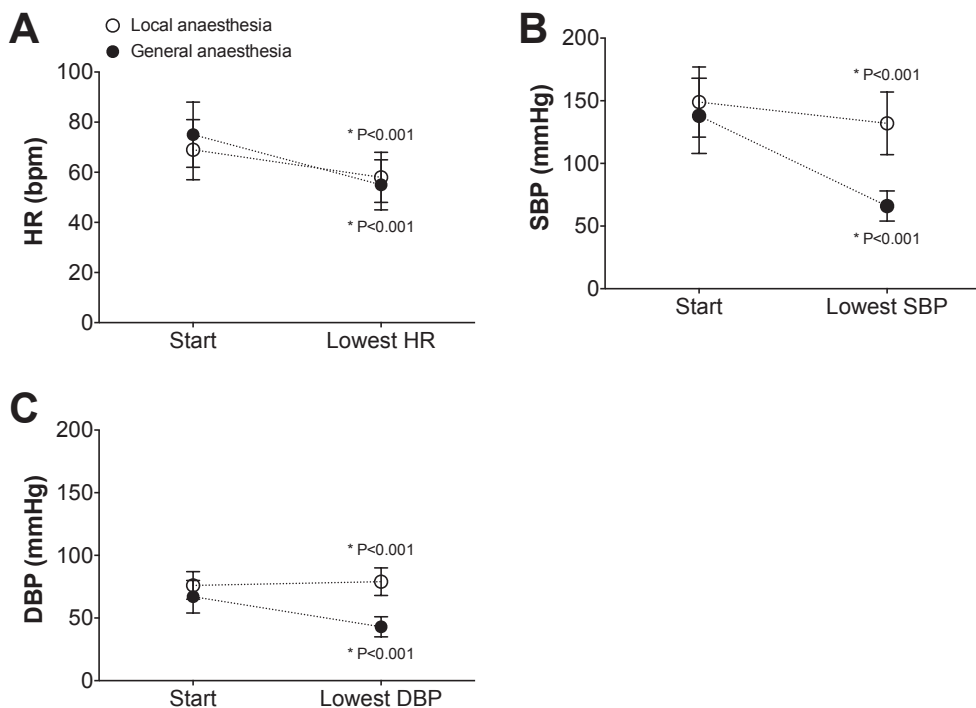 A
Local anaesthesia
General anaesthesia
100
80
60
40
20
0
HR (bpm)
* P<0.001
* P<0.001
Start
Lowest HR
B
200
150
100
50
0
SBP (mmHg)
* P<0.001
* P<0.001
Start
Lowest SBP
C
200
150
100
50
0
DBP (mmHg)
* P<0.001
* P<0.001
Start
Lowest DBP